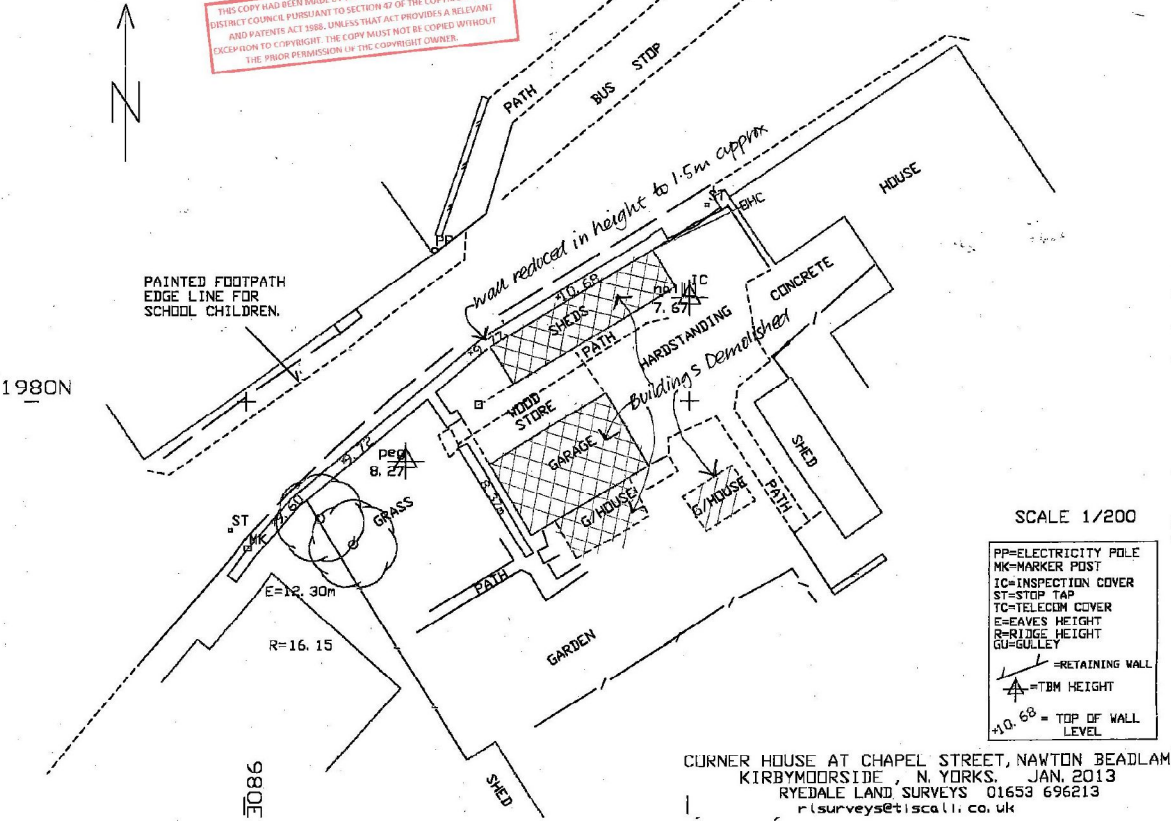 DISTRICT COUNCIL PURSUANT TO SECTION 47 OF THE
AND PATENTS ACT 1988. UNLESS THAT ACT PROVIDES A RELEVANT
EXCEPTION TO COPYRIGHT. THE COPY MUST NOT BE COPIED WITHOUT
THE PRIOR PERMISSION OF THE COPYRIGHT OWNER.
N
PATH
BUS STOP
wall reduced in height to 1.5m approx
HOUSE
PP
BHC
PAINTED FOOTPATH
EDGE LINE FOR
SCHOOL CHILDREN.
CONCRETE
+10.68
IC
7.67
SHEDS
HARDSTANDING
PATH
Buildings Demolished
1980N
WOOD
STORE
+9.72
peg
8.27
GARAGE
SHED
G/HOUSE
G/HOUSE
PATH
GRASS
ST
MK
PATH
E=12.30m
R=16.15
GARDEN
SHED
980E
SCALE 1/200
PP=ELECTRICITY POLE
MK=MARKER POST
IC=INSPECTION COVER
ST=STOP TAP
TC=TELECOM COVER
E=EAVES HEIGHT
R=RIDGE HEIGHT
GU=GULLEY
=RETAINING WALL
=TBM HEIGHT
+10.68 = TOP OF WALL
LEVEL
CORNER HOUSE AT CHAPEL STREET, NAWTON BEADLAM
KIRBYMOORSIDE , N. YORKS. JAN. 2013
RYEDALE LAND SURVEYS 01653 696213
rlsurveys@tiscali.co.uk